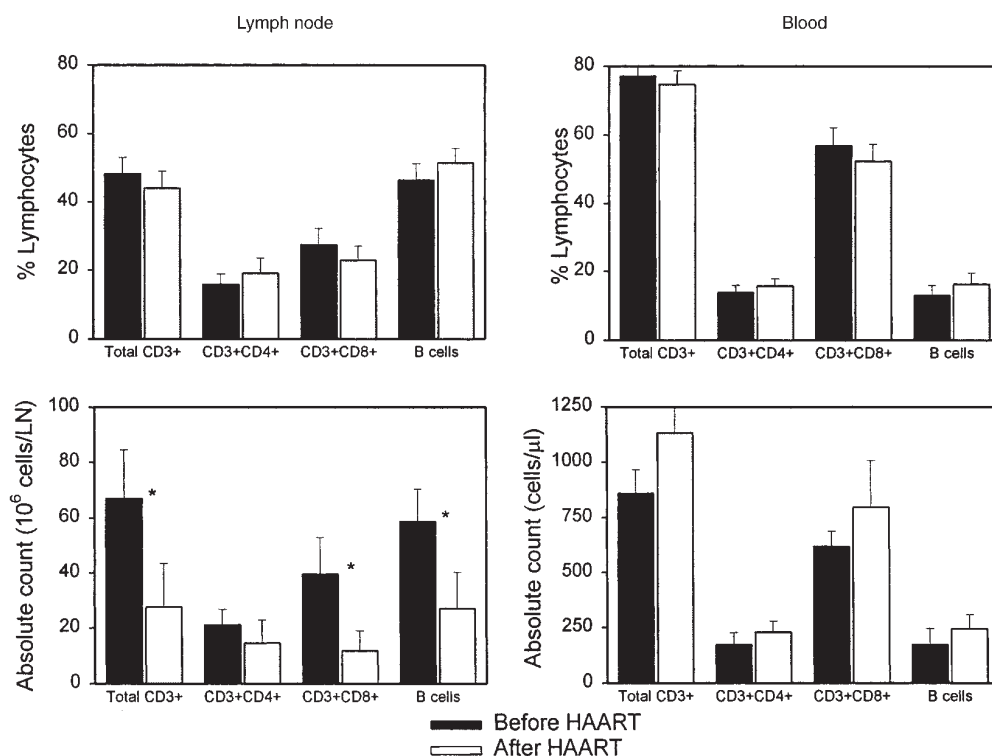 Lymph node
Blood
80
60
40
20
0
% Lymphocytes
Total CD3+ CD3+CD4+ CD3+CD8+ B cells
80
60
40
20
0
% Lymphocytes
Total CD3+ CD3+CD4+ CD3+CD8+ B cells
100
80
60
40
20
0
Absolute count (10⁶ cells/LN)
* * *
Total CD3+ CD3+CD4+ CD3+CD8+ B cells
1250
1000
750
500
250
0
Absolute count (cells/µl)
Total CD3+ CD3+CD4+ CD3+CD8+ B cells
Before HAART
After HAART